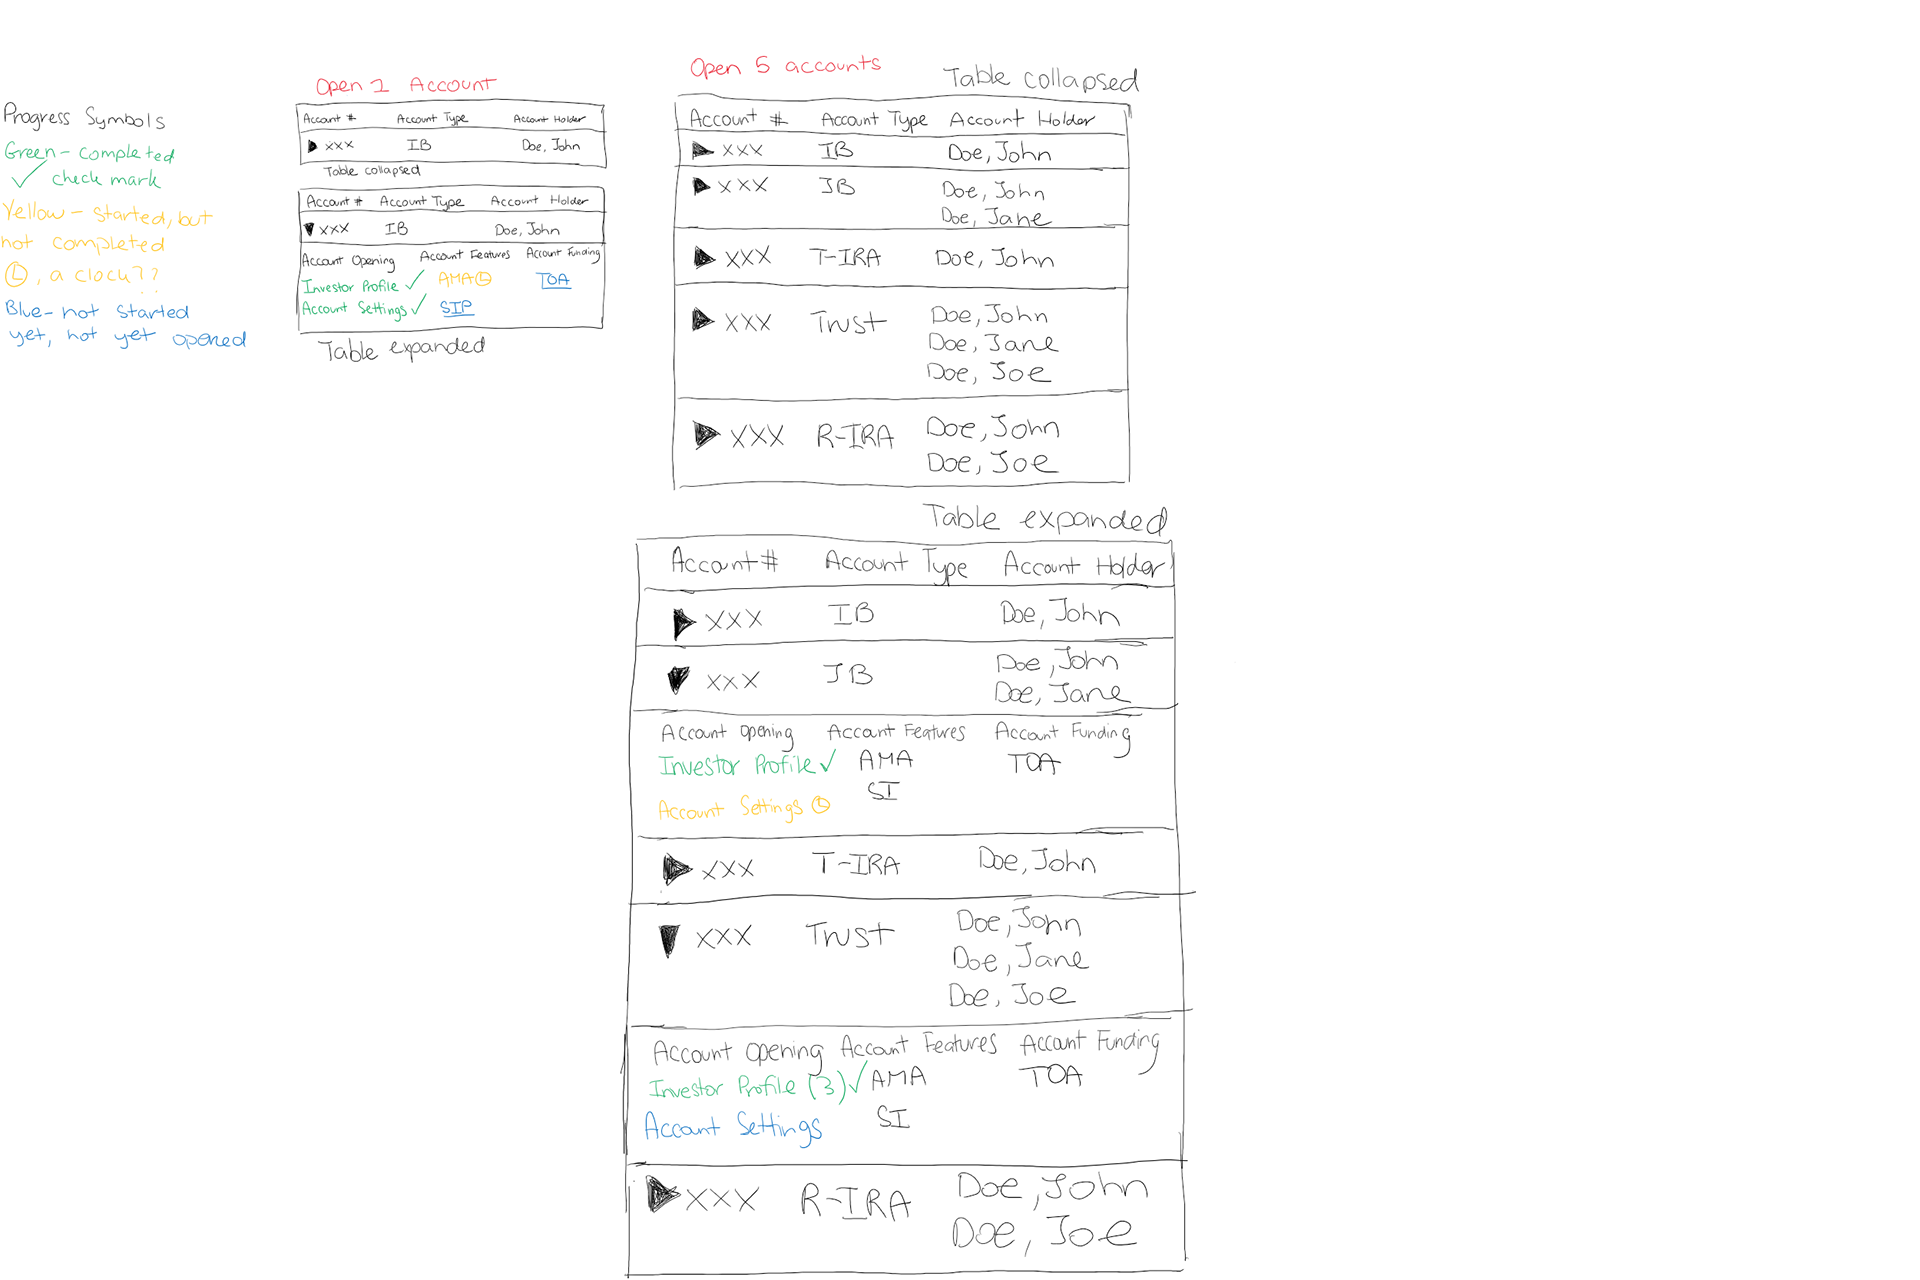 Progress Symbols
Green - completed
✓ check mark
Yellow - started, but
not completed
, a clock??
Blue - not started
yet, not yet opened
Open 1 Account
Account # Account Type Account Holder
XXX IB Doe, John
Table collapsed
Account # Account Type Account Holder
XXX IB Doe, John
Account Opening Account Features Account Funding
Investor Profile ✓ AMA TOA
Account Settings ✓ SIP
Table expanded
Open 5 accounts
Table collapsed
Account # Account Type Account Holder
XXX IB Doe, John
XXX JB Doe, John
Doe, Jane
XXX T-IRA Doe, John
XXX Trust Doe, John
Doe, Jane
Doe, Joe
XXX R-IRA Doe, John
Doe, Joe
Table expanded
Account # Account Type Account Holder
XXX IB Doe, John
XXX JB Doe, John
Doe, Jane
Account Opening Account Features Account Funding
Investor Profile ✓ AMA TOA
SI
Account Settings
XXX T-IRA Doe, John
XXX Trust Doe, John
Doe, Jane
Doe, Joe
Account Opening Account Features Account Funding
Investor Profile (3) ✓ AMA TOA
Account Settings SI
XXX R-IRA Doe, John
Doe, Joe